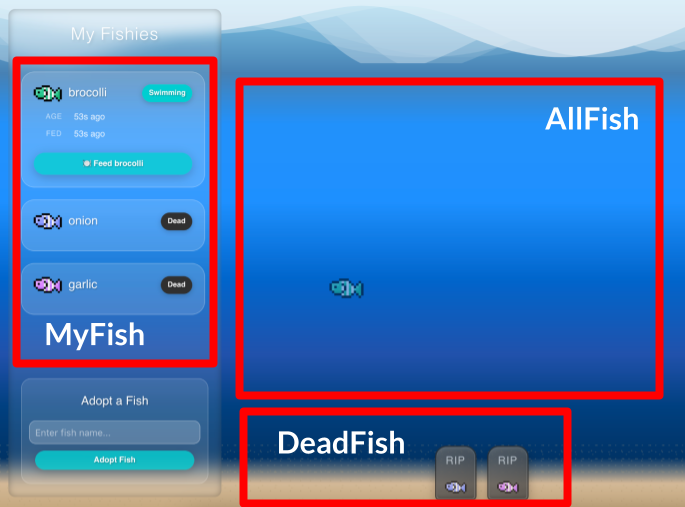 My Fishies
brocolli
Swimming
AGE 53s ago
FED 53s ago
Feed brocolli
onion
Dead
garlic
Dead
MyFish
Adopt a Fish
Enter fish name...
Adopt Fish
AllFish
DeadFish
RIP
RIP